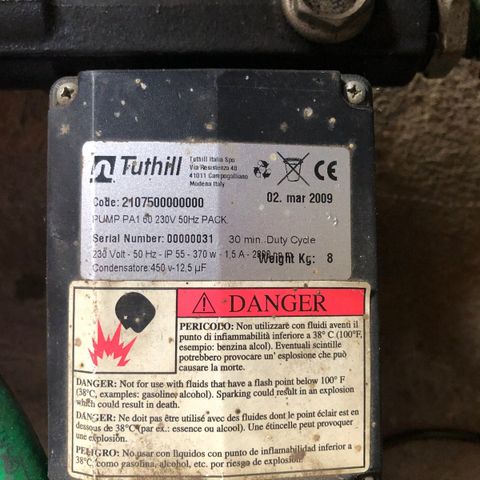 Tuthill
Tuthill Italia Spa
Via Resistenza 48
41011 Campogalliano
Modena Italy
CE
Code: 2107500000000
02. mar 2009
PUMP PA1 60 230V 50Hz PACK.
Serial Number: 00000031 30 min. Duty Cycle
230 Volt - 50 Hz - IP 55 - 370 w - 1,5 A -
Weight Kg: 8
Condensatore: 450 v-12,5 µF
DANGER
PERICOLO: Non utilizzare con fluidi aventi il
punto di infiammabilità inferiore a 38° C (100°F,
esempio: benzina alcol). Eventuali scintille
potrebbero provocare un' esplosione che può
causare la morte.
DANGER: Not for use with fluids that have a flash point below 100° F
(38°C, examples: gasoline, alcohol). Sparking could result in an explosion
which could result in death.
DANGER: Ne doit pas être utilisé avec des fluides dont le point éclair est en
dessous de 38°C (par ex.: essence ou alcool). Une étincelle peut provoquer
une explosion.
PELIGRO: No usar con líquidos con punto de inflamabilidad inferior a
38°C, como gasolina, alcohol, etc. por riesgo de explosion.